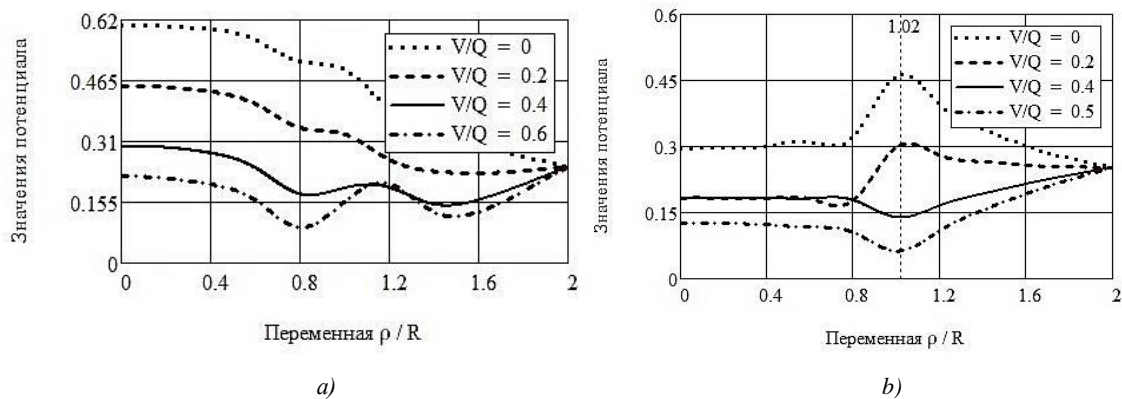 Значения потенциала
0.62
0.465
0.31
0.155
0
V/Q = 0
V/Q = 0.2
V/Q = 0.4
V/Q = 0.6
0 0.4 0.8 1.2 1.6 2
Переменная ρ / R
a)
Значения потенциала
0.6
0.45
0.3
0.15
0
1.02
V/Q = 0
V/Q = 0.2
V/Q = 0.4
V/Q = 0.5
0 0.4 0.8 1.2 1.6 2
Переменная ρ / R
b)